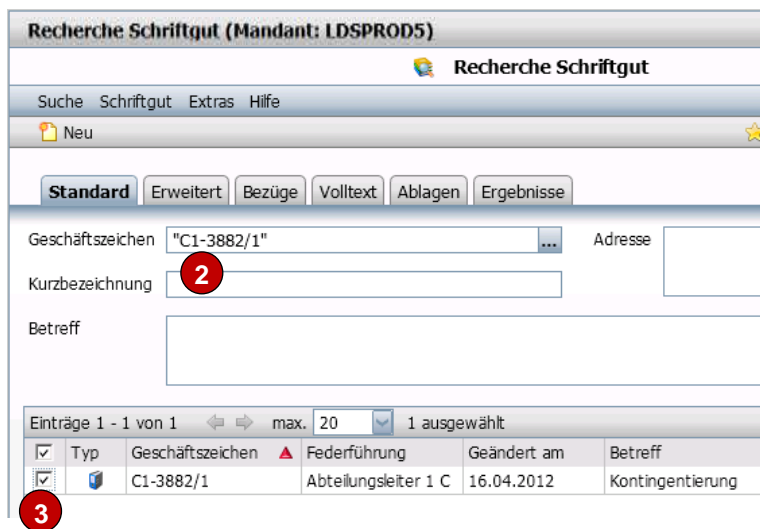 Recherche Schriftgut (Mandant: LDSPROD5)
Recherche Schriftgut
Suche Schriftgut Extras Hilfe
Neu
Standard Erweitert Bezüge Volltext Ablagen Ergebnisse
Geschäftszeichen "C1-3882/1" ... Adresse
2
Kurzbezeichnung
Betreff
Einträge 1 - 1 von 1 max. 20 1 ausgewählt
Typ Geschäftszeichen Federführung Geändert am Betreff
C1-3882/1 Abteilungsleiter 1 C 16.04.2012 Kontingentierung
3